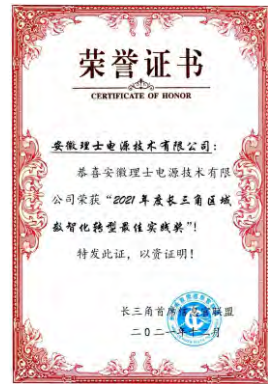 荣誉证书
CERTIFICATE OF HONOR
安徽理士电源技术有限公司：
恭喜安徽理士电源技术有限
公司荣获“2021年度长三角区域
数智化转型最佳实践奖”！
特发此证，以资证明！
长三角首席信息官联盟
二〇二一年十二月